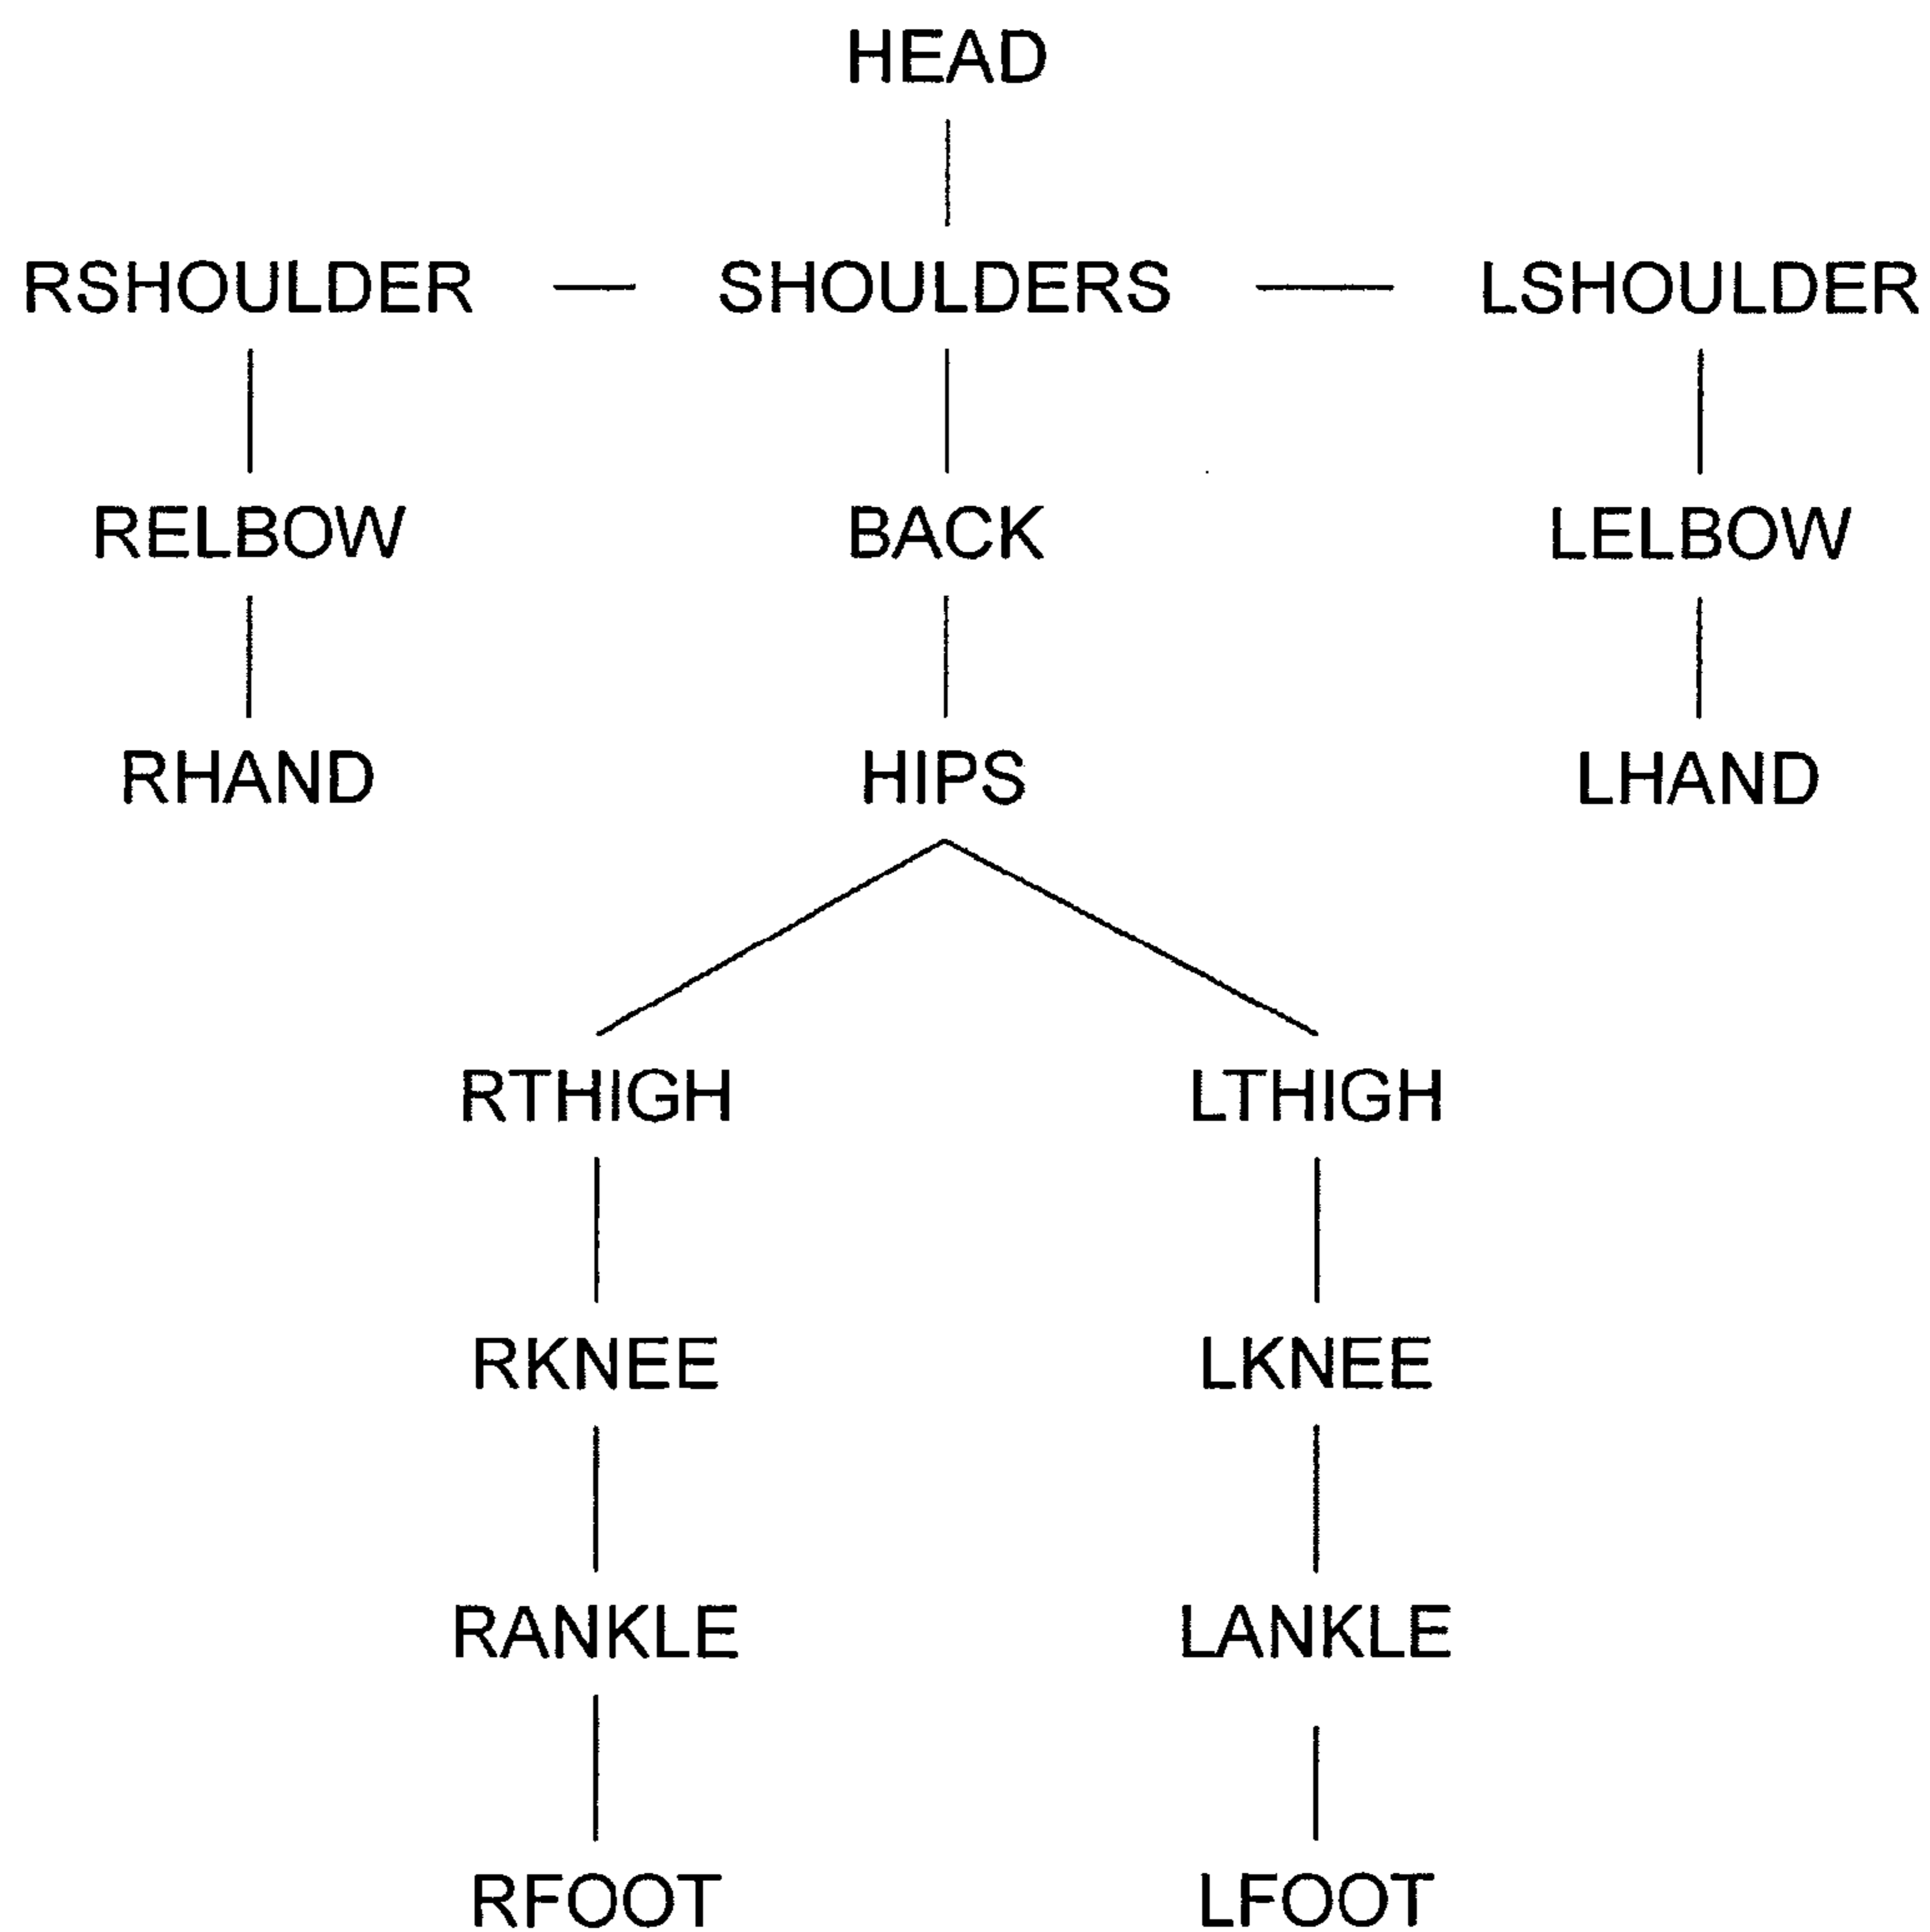 HEAD
RSHOULDER SHOULDERS LSHOULDER
RELBOW BACK LELBOW
RHAND HIPS LHAND
RTHIGH LTHIGH
RKNEE LKNEE
RANKLE LANKLE
RFOOT LFOOT